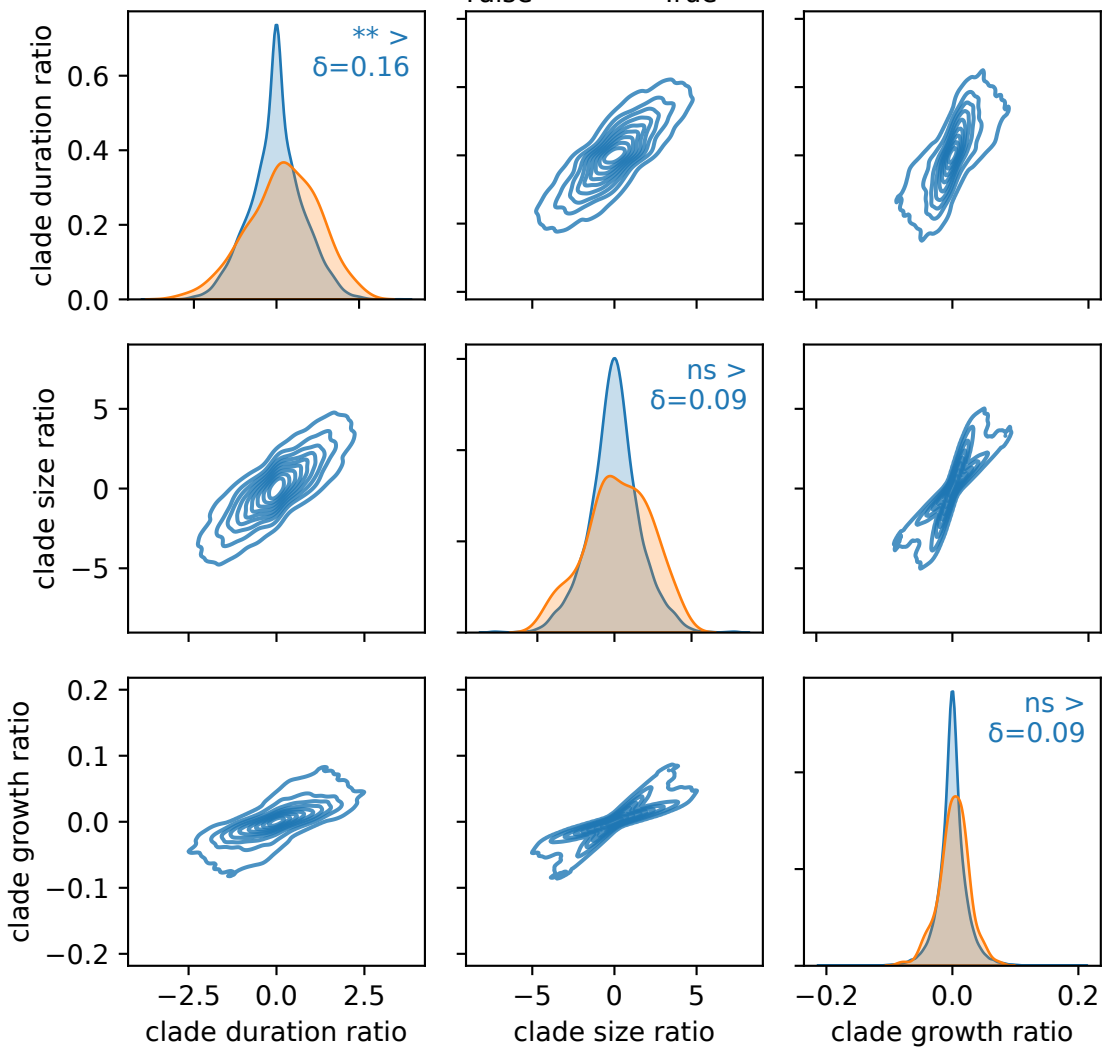 clade duration ratio
0.6
0.4
0.2
0.0
** >
δ=0.16
clade size ratio
5
0
−5
ns >
δ=0.09
clade growth ratio
0.2
0.1
0.0
−0.1
−0.2
ns >
δ=0.09
−2.5 0.0 2.5
−5 0 5
−0.2 0.0 0.2
clade duration ratio
clade size ratio
clade growth ratio